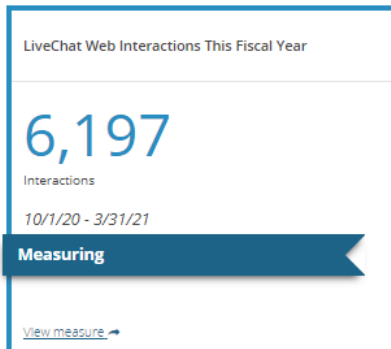 LiveChat Web Interactions This Fiscal Year
6,197
Interactions
10/1/20 - 3/31/21
Measuring
View measure